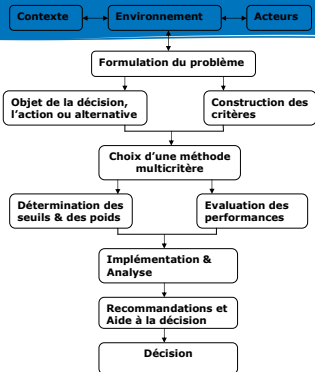 Contexte
Environnement
Acteurs
Formulation du problème
Objet de la décision,
l'action ou alternative
Construction des
critères
Choix d'une méthode
multicritère
Détermination des
seuils & des poids
Evaluation des
performances
Implémentation &
Analyse
Recommandations et
Aide à la décision
Décision